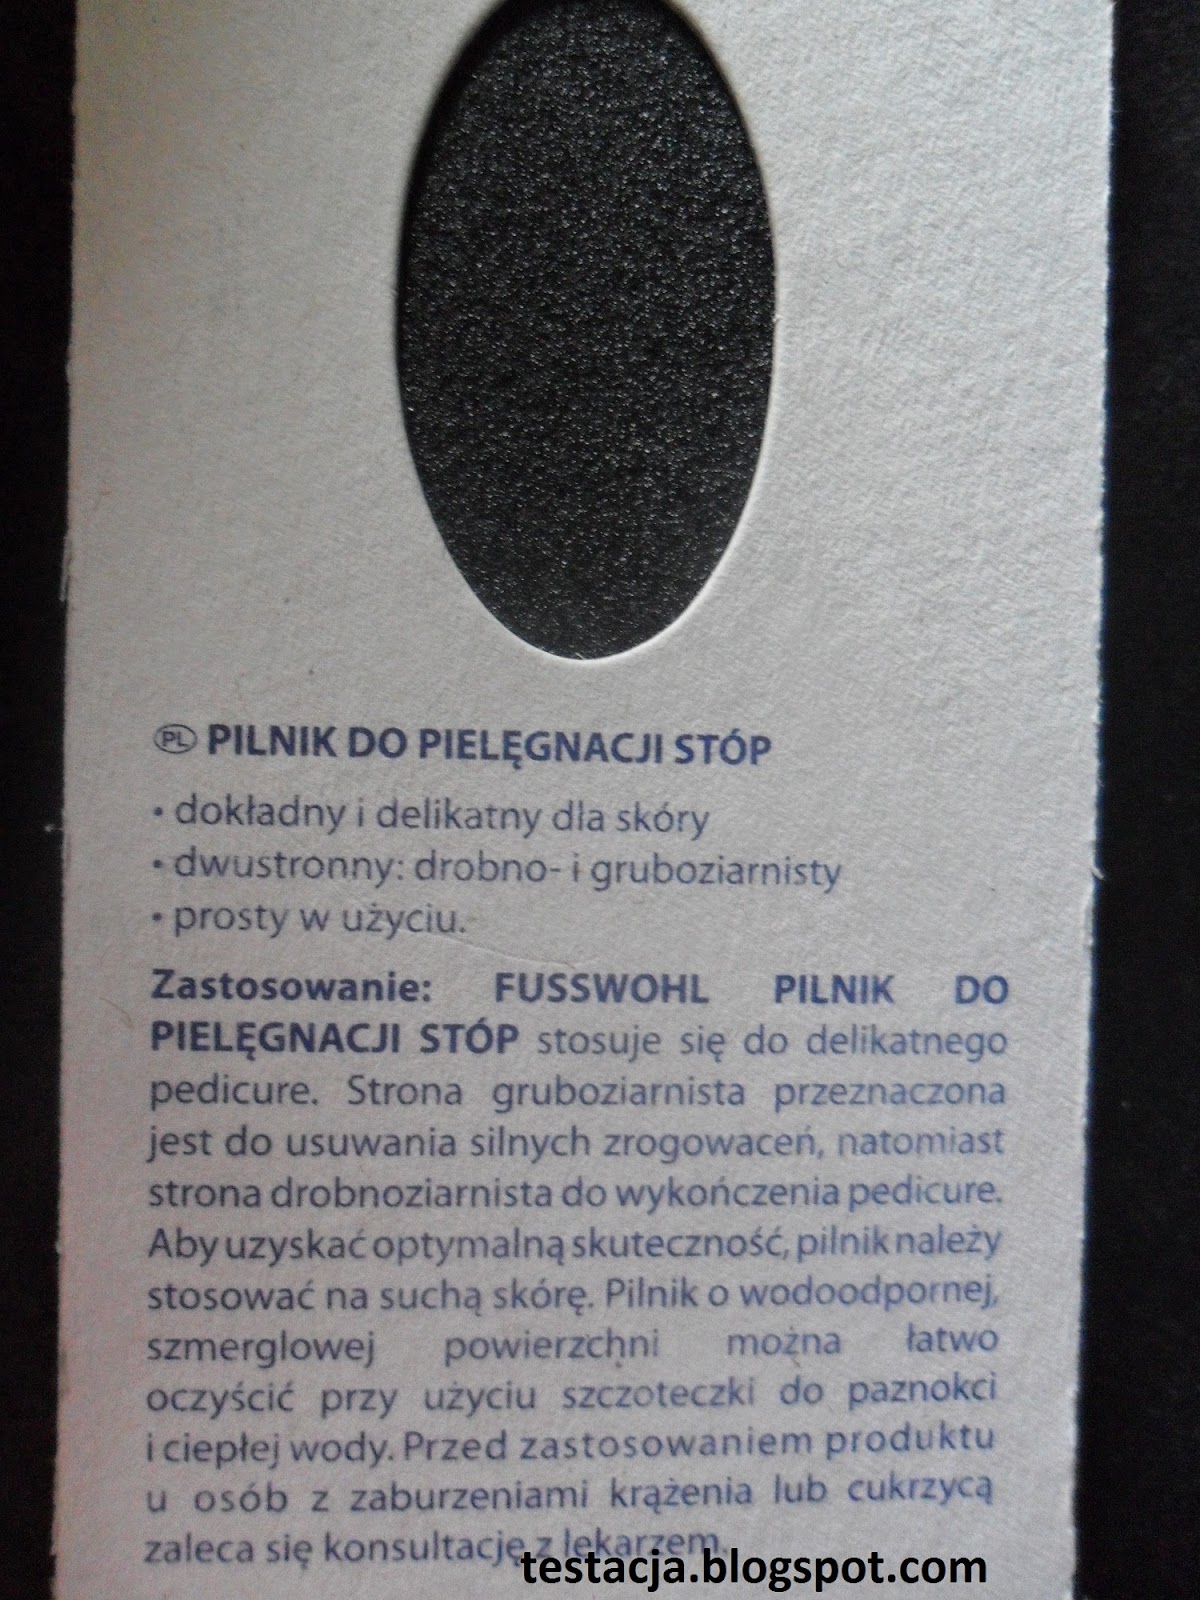 PL PILNIK DO PIELĘGNACJI STÓP
• dokładny i delikatny dla skóry
• dwustronny: drobno- i gruboziarnisty
• prosty w użyciu.
Zastosowanie: FUSSWOHL PILNIK DO
PIELĘGNACJI STÓP stosuje się do delikatnego
pedicure. Strona gruboziarnista przeznaczona
jest do usuwania silnych zrogowaceń, natomiast
strona drobnoziarnista do wykończenia pedicure.
Aby uzyskać optymalną skuteczność, pilnik należy
stosować na suchą skórę. Pilnik o wodoodpornej,
szmerglowej powierzchni można łatwo
oczyścić przy użyciu szczoteczki do paznokci
i ciepłej wody. Przed zastosowaniem produktu
u osób z zaburzeniami krążenia lub cukrzycą
zaleca się konsultację z lekarzem.
testacja.blogspot.com